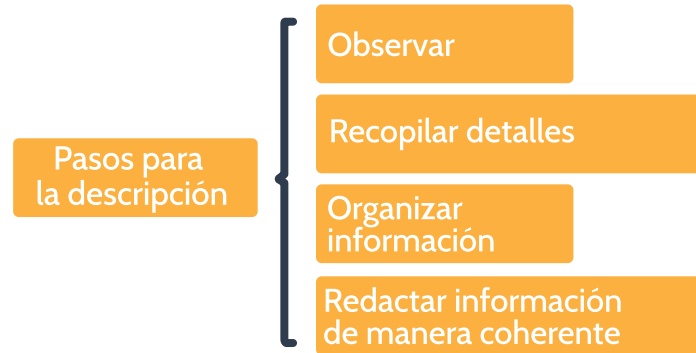 Pasos para
la descripción
Observar
Recopilar detalles
Organizar
información
Redactar información
de manera coherente